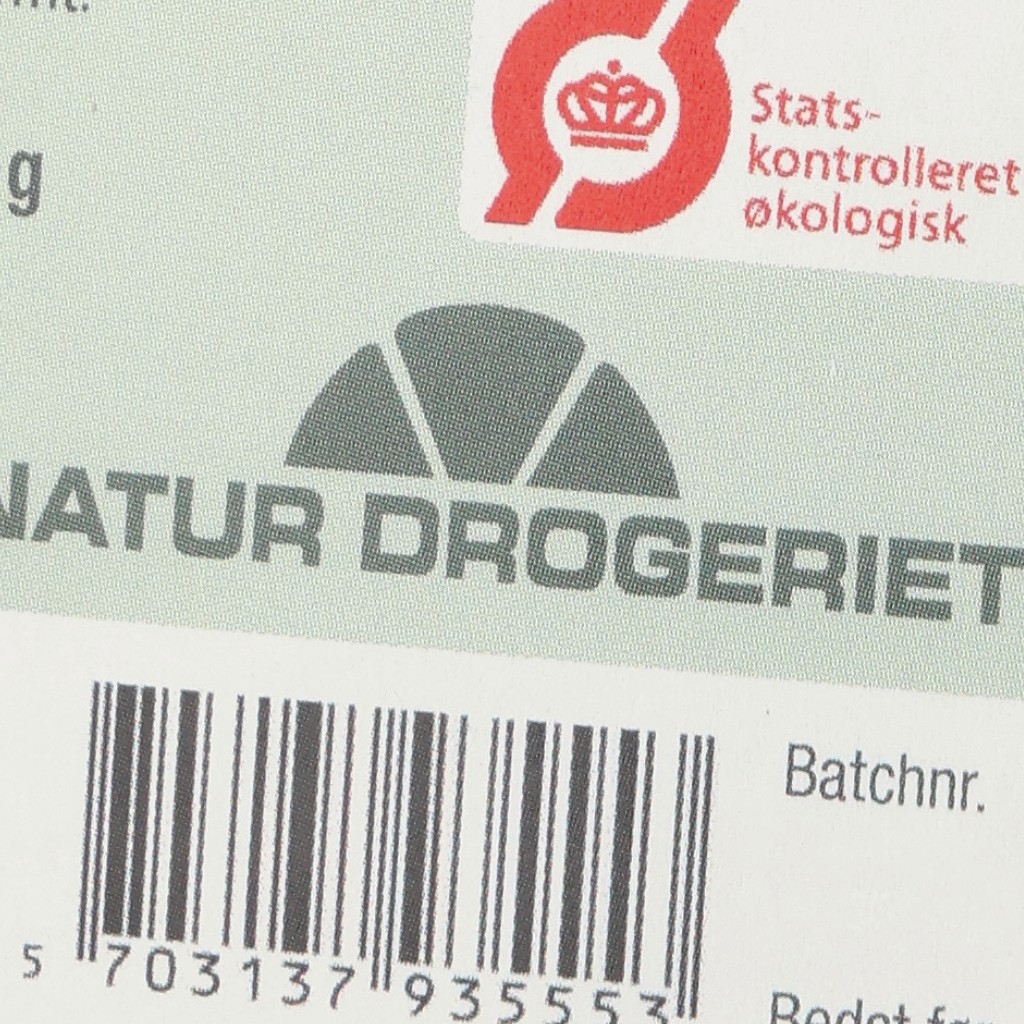 g
Stats-
kontrolleret
økologisk
NATUR DROGERIET
Batchnr.
5 703137 935553